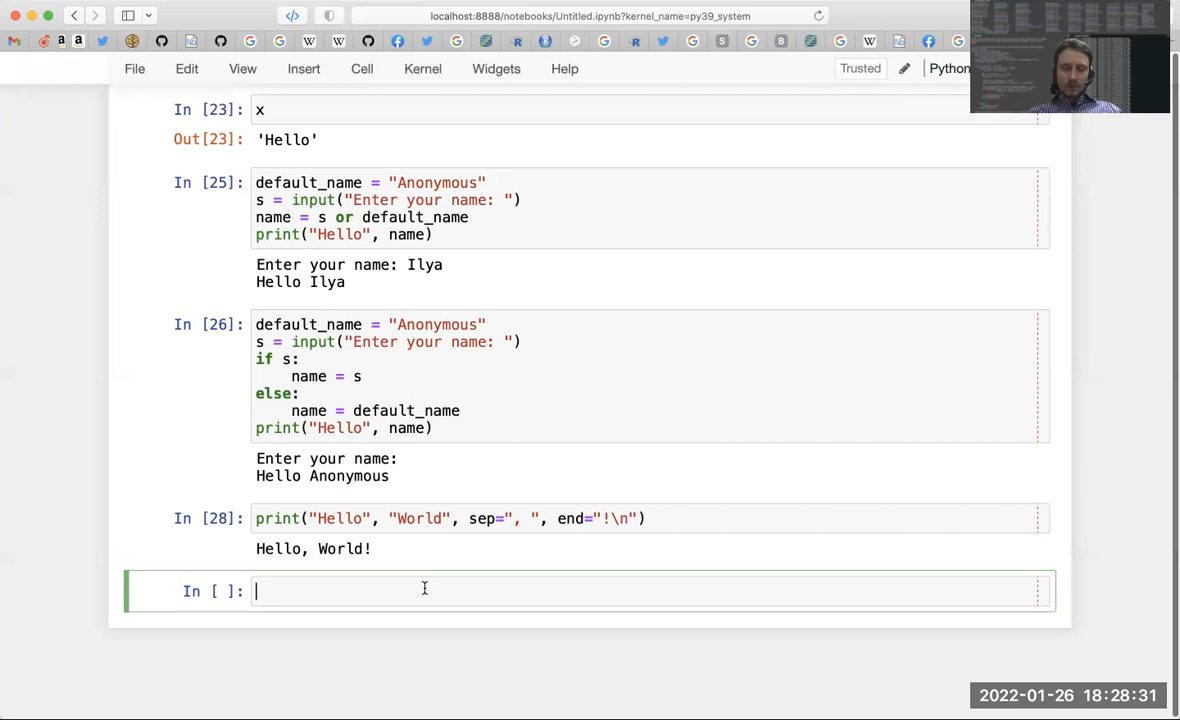 localhost:8888/notebooks/Untitled.ipynb?kernel_name=py39_system
File Edit View Insert Cell Kernel Widgets Help Trusted Python
In [23]: x
Out[23]: 'Hello'
In [25]: default_name = "Anonymous"
s = input("Enter your name: ")
name = s or default_name
print("Hello", name)
Enter your name: Ilya
Hello Ilya
In [26]: default_name = "Anonymous"
s = input("Enter your name: ")
if s:
    name = s
else:
    name = default_name
print("Hello", name)
Enter your name:
Hello Anonymous
In [28]: print("Hello", "World", sep=", ", end="!\n")
Hello, World!
In [ ]:
2022-01-26 18:28:31